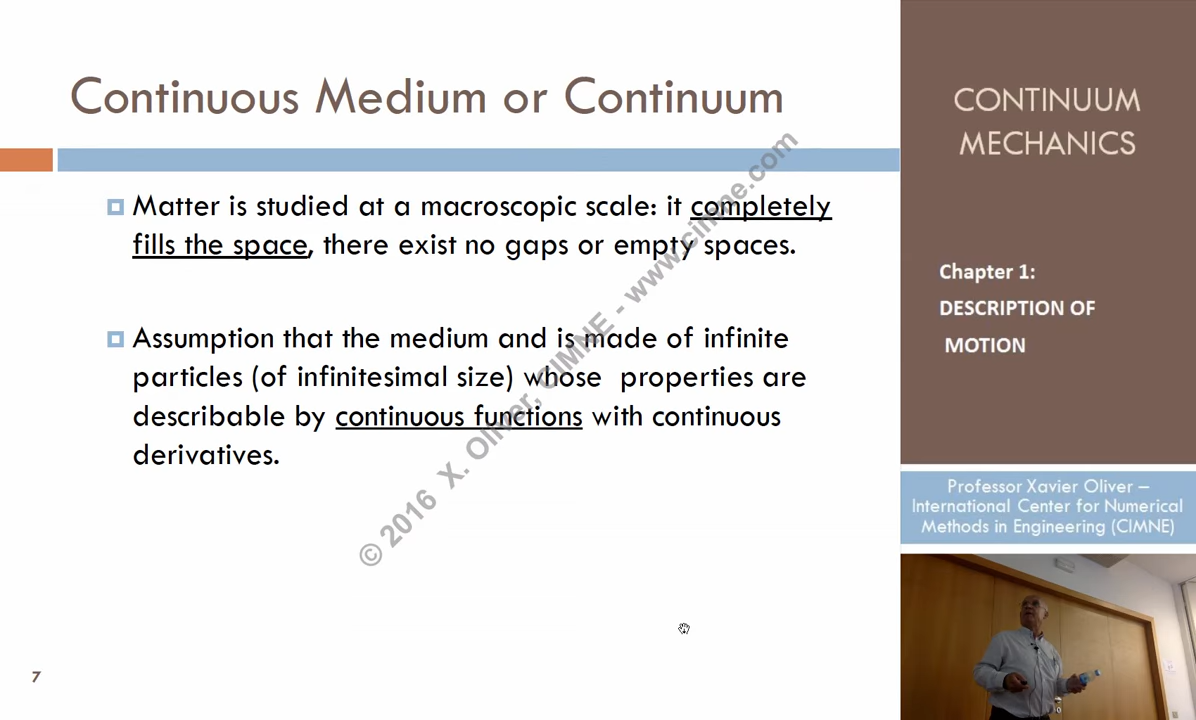 Continuous Medium or Continuum
Matter is studied at a macroscopic scale: it completely
fills the space, there exist no gaps or empty spaces.
Assumption that the medium and is made of infinite
particles (of infinitesimal size) whose properties are
describable by continuous functions with continuous
derivatives.
© 2016 X. Oliver, CIMNE - www.cimne.com
7
CONTINUUM
MECHANICS
Chapter 1:
DESCRIPTION OF
MOTION
Professor Xavier Oliver –
International Center for Numerical
Methods in Engineering (CIMNE)